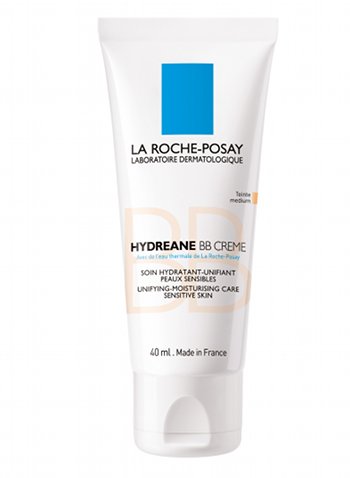 LA ROCHE-POSAY
LABORATOIRE DERMATOLOGIQUE
Teinte
medium
BB
HYDREANE BB CREME
Avec de l'eau thermale de La Roche-Posay
SOIN HYDRATANT-UNIFIANT
PEAUX SENSIBLES
UNIFYING-MOISTURISING CARE
SENSITIVE SKIN
40 ml . Made in France